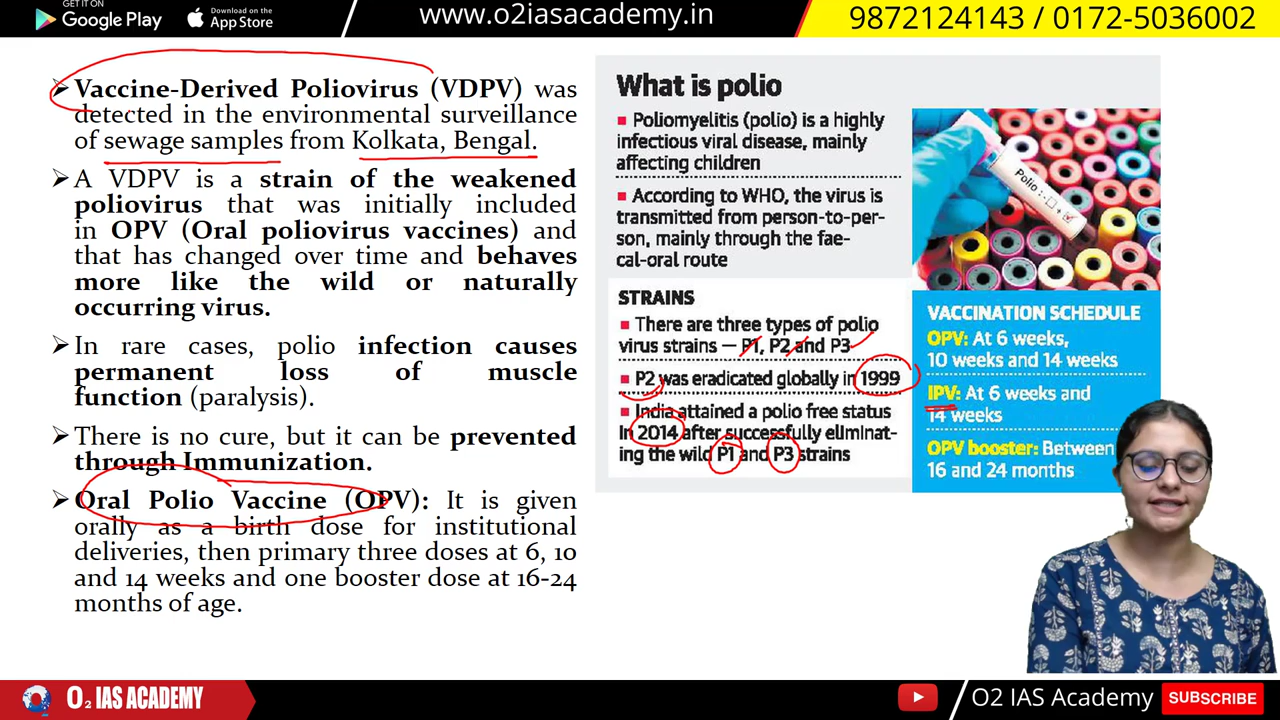 GET IT ON
Google Play
Download on the
App Store
www.o2iasacademy.in
9872124143 / 0172-5036002
Vaccine-Derived Poliovirus (VDPV) was
detected in the environmental surveillance
of sewage samples from Kolkata, Bengal.
A VDPV is a strain of the weakened
poliovirus that was initially included
in OPV (Oral poliovirus vaccines) and
that has changed over time and behaves
more like the wild or naturally
occurring virus.
In rare cases, polio infection causes
permanent loss of muscle
function (paralysis).
There is no cure, but it can be prevented
through Immunization.
Oral Polio Vaccine (OPV): It is given
orally as a birth dose for institutional
deliveries, then primary three doses at 6, 10
and 14 weeks and one booster dose at 16-24
months of age.
What is polio
Poliomyelitis (polio) is a highly
infectious viral disease, mainly
affecting children
According to WHO, the virus is
transmitted from person-to-per-
son, mainly through the fae-
cal-oral route
STRAINS
There are three types of polio
virus strains — P1, P2 and P3
P2 was eradicated globally in 1999
India attained a polio free status
in 2014 after successfully eliminat-
ing the wild P1 and P3 strains
Polio :
VACCINATION SCHEDULE
OPV: At 6 weeks,
10 weeks and 14 weeks
IPV: At 6 weeks and
14 weeks
OPV booster: Between
16 and 24 months
O2 IAS ACADEMY
O2 IAS Academy
SUBSCRIBE